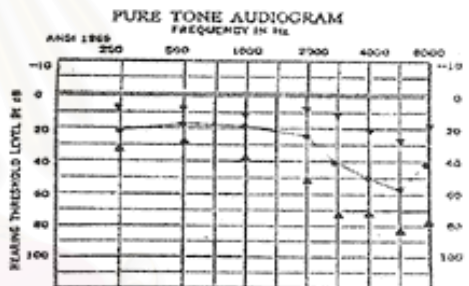 PURE TONE AUDIOGRAM
FREQUENCY IN Hz
ANSI 1969
250 500 1000 2000 4000 8000
-10 -10
0 0
20 20
40 40
60 60
80 80
100 100
HEARING THRESHOLD LEVEL IN dB